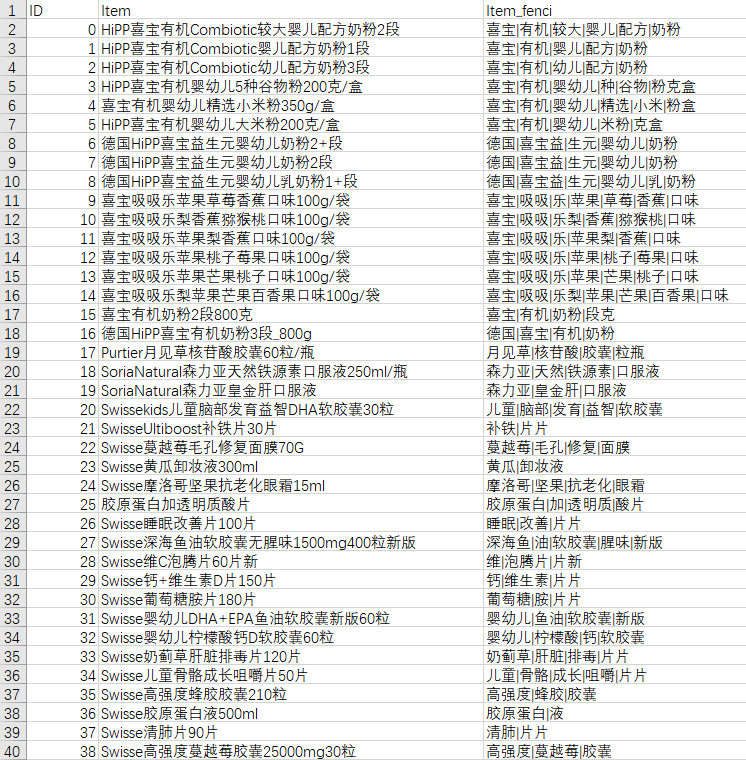 1 ID Item Item_fenci
2 0 HiPP喜宝有机Combiotic较大婴儿配方奶粉2段 喜宝|有机|较大|婴儿|配方|奶粉
3 1 HiPP喜宝有机Combiotic婴儿配方奶粉1段 喜宝|有机|婴儿|配方|奶粉
4 2 HiPP喜宝有机Combiotic幼儿配方奶粉3段 喜宝|有机|幼儿|配方|奶粉
5 3 HiPP喜宝有机婴幼儿5种谷物粉200克/盒 喜宝|有机|婴幼儿|种|谷物|粉克盒
6 4 喜宝有机婴幼儿精选小米粉350g/盒 喜宝|有机|婴幼儿|精选|小米|粉盒
7 5 HiPP喜宝有机婴幼儿大米粉200克/盒 喜宝|有机|婴幼儿|米粉|克盒
8 6 德国HiPP喜宝益生元婴幼儿奶粉2+段 德国|喜宝益|生元|婴幼儿|奶粉
9 7 德国HiPP喜宝益生元婴幼儿奶粉2段 德国|喜宝益|生元|婴幼儿|奶粉
10 8 德国HiPP喜宝益生元婴幼儿乳奶粉1+段 德国|喜宝益|生元|婴幼儿|乳|奶粉
11 9 喜宝吸吸乐苹果草莓香蕉口味100g/袋 喜宝|吸吸|乐|苹果|草莓|香蕉|口味
12 10 喜宝吸吸乐梨香蕉猕猴桃口味100g/袋 喜宝|吸吸|乐梨|香蕉|猕猴桃|口味
13 11 喜宝吸吸乐苹果梨香蕉口味100g/袋 喜宝|吸吸|乐|苹果梨|香蕉|口味
14 12 喜宝吸吸乐苹果桃子莓果口味100g/袋 喜宝|吸吸|乐|苹果|桃子|莓果|口味
15 13 喜宝吸吸乐苹果芒果桃子口味100g/袋 喜宝|吸吸|乐|苹果|芒果|桃子|口味
16 14 喜宝吸吸乐梨苹果芒果百香果口味100g/袋 喜宝|吸吸|乐梨|苹果|芒果|百香果|口味
17 15 喜宝有机奶粉2段800克 喜宝|有机|奶粉|段克
18 16 德国HiPP喜宝有机奶粉3段_800g 德国|喜宝|有机|奶粉
19 17 Purtier月见草核苷酸胶囊60粒/瓶 月见草|核苷酸|胶囊|粒瓶
20 18 SoriaNatural森力亚天然铁源素口服液250ml/瓶 森力亚|天然|铁源素|口服液
21 19 SoriaNatural森力亚皇金肝口服液 森力亚|皇金肝|口服液
22 20 Swissekids儿童脑部发育益智DHA软胶囊30粒 儿童|脑部|发育|益智|软胶囊
23 21 SwisseUltiboost补铁片30片 补铁|片片
24 22 Swisse蔓越莓毛孔修复面膜70G 蔓越莓|毛孔|修复|面膜
25 23 Swisse黄瓜卸妆液300ml 黄瓜|卸妆液
26 24 Swisse摩洛哥坚果抗老化眼霜15ml 摩洛哥|坚果|抗老化|眼霜
27 25 胶原蛋白加透明质酸片 胶原蛋白|加|透明质|酸片
28 26 Swisse睡眠改善片100片 睡眠|改善|片片
29 27 Swisse深海鱼油软胶囊无腥味1500mg400粒新版 深海|鱼|油|软胶囊|腥味|新版
30 28 Swisse维C泡腾片60片新 维|泡腾片|片新
31 29 Swisse钙+维生素D片150片 钙|维生素|片片
32 30 Swisse葡萄糖胺片180片 葡萄糖|胺|片片
33 31 Swisse婴幼儿DHA+EPA鱼油软胶囊新版60粒 婴幼儿|鱼油|软胶囊|新版
34 32 Swisse婴幼儿柠檬酸钙D软胶囊60粒 婴幼儿|柠檬酸|钙|软胶囊
35 33 Swisse奶蓟草肝脏排毒片120片 奶蓟草|肝脏|排毒|片片
36 34 Swisse儿童骨骼成长咀嚼片50片 儿童|骨骼|成长|咀嚼|片片
37 35 Swisse高强度蜂胶胶囊210粒 高强度|蜂胶|胶囊
38 36 Swisse胶原蛋白液500ml 胶原蛋白|液
39 37 Swisse清肺片90片 清肺|片片
40 38 Swisse高强度蔓越莓胶囊25000mg30粒 高强度|蔓越莓|胶囊